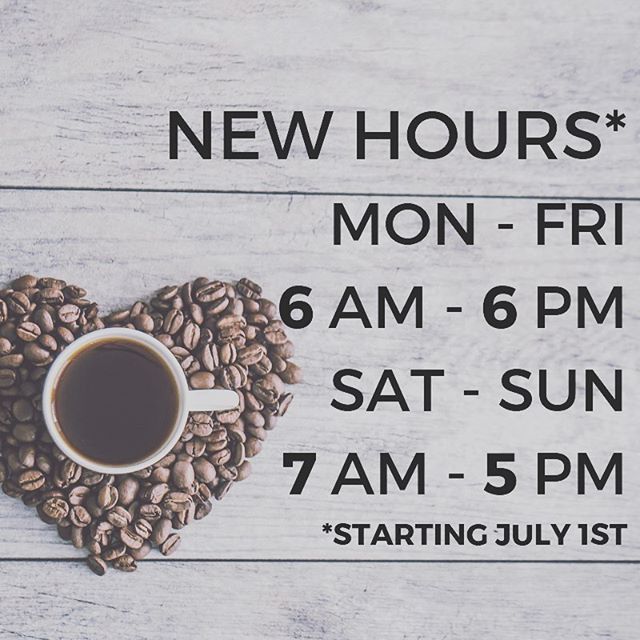 NEW HOURS*
MON - FRI
6 AM - 6 PM
SAT - SUN
7 AM - 5 PM
*STARTING JULY 1ST